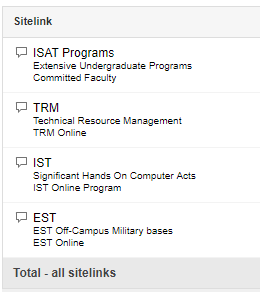 Sitelink
ISAT Programs
Extensive Undergraduate Programs
Committed Faculty
TRM
Technical Resource Management
TRM Online
IST
Significant Hands On Computer Acts
IST Online Program
EST
EST Off-Campus Military bases
EST Online
Total - all sitelinks